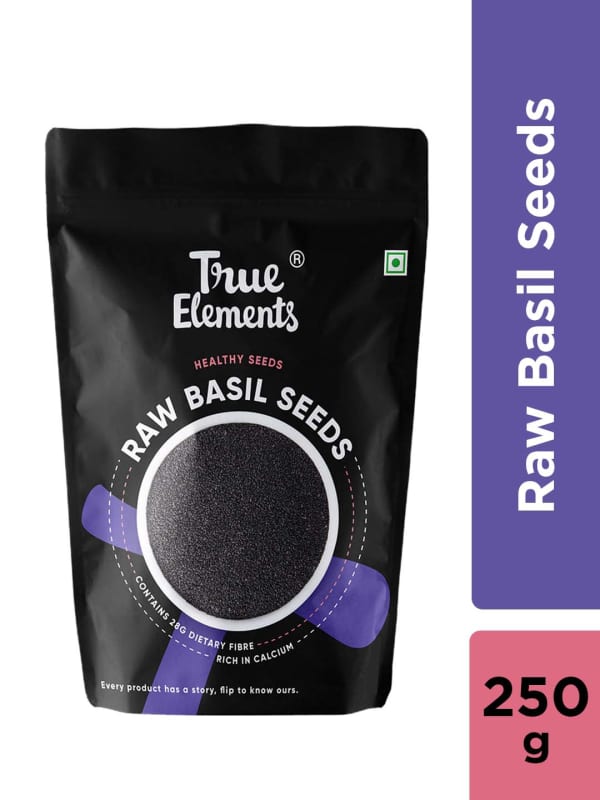 True ®
Elements
HEALTHY SEEDS
RAW BASIL SEEDS
CONTAINS 28G DIETARY FIBRE
RICH IN CALCIUM
Every product has a story, flip to know ours.
Raw Basil Seeds
250
g